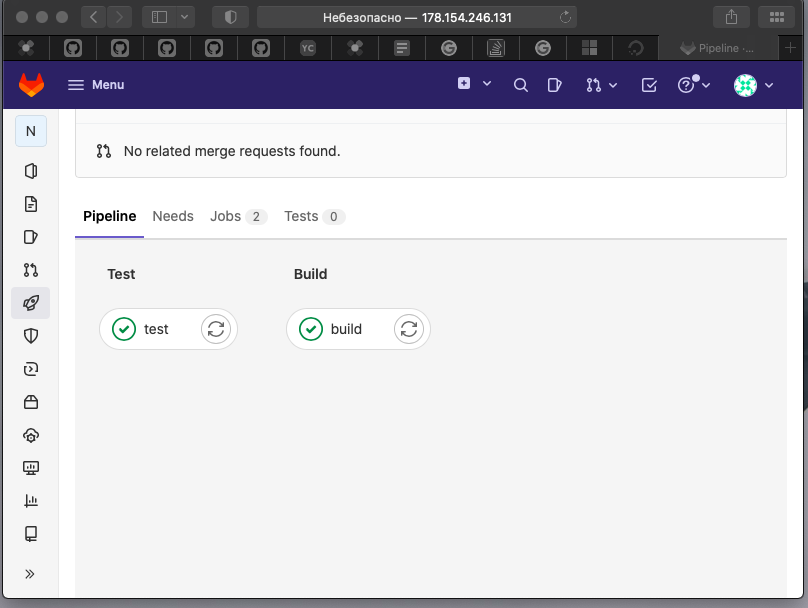 Небезопасно — 178.154.246.131
YC
Pipeline ·...
Menu
N
No related merge requests found.
Pipeline Needs Jobs 2 Tests 0
Test Build
test build